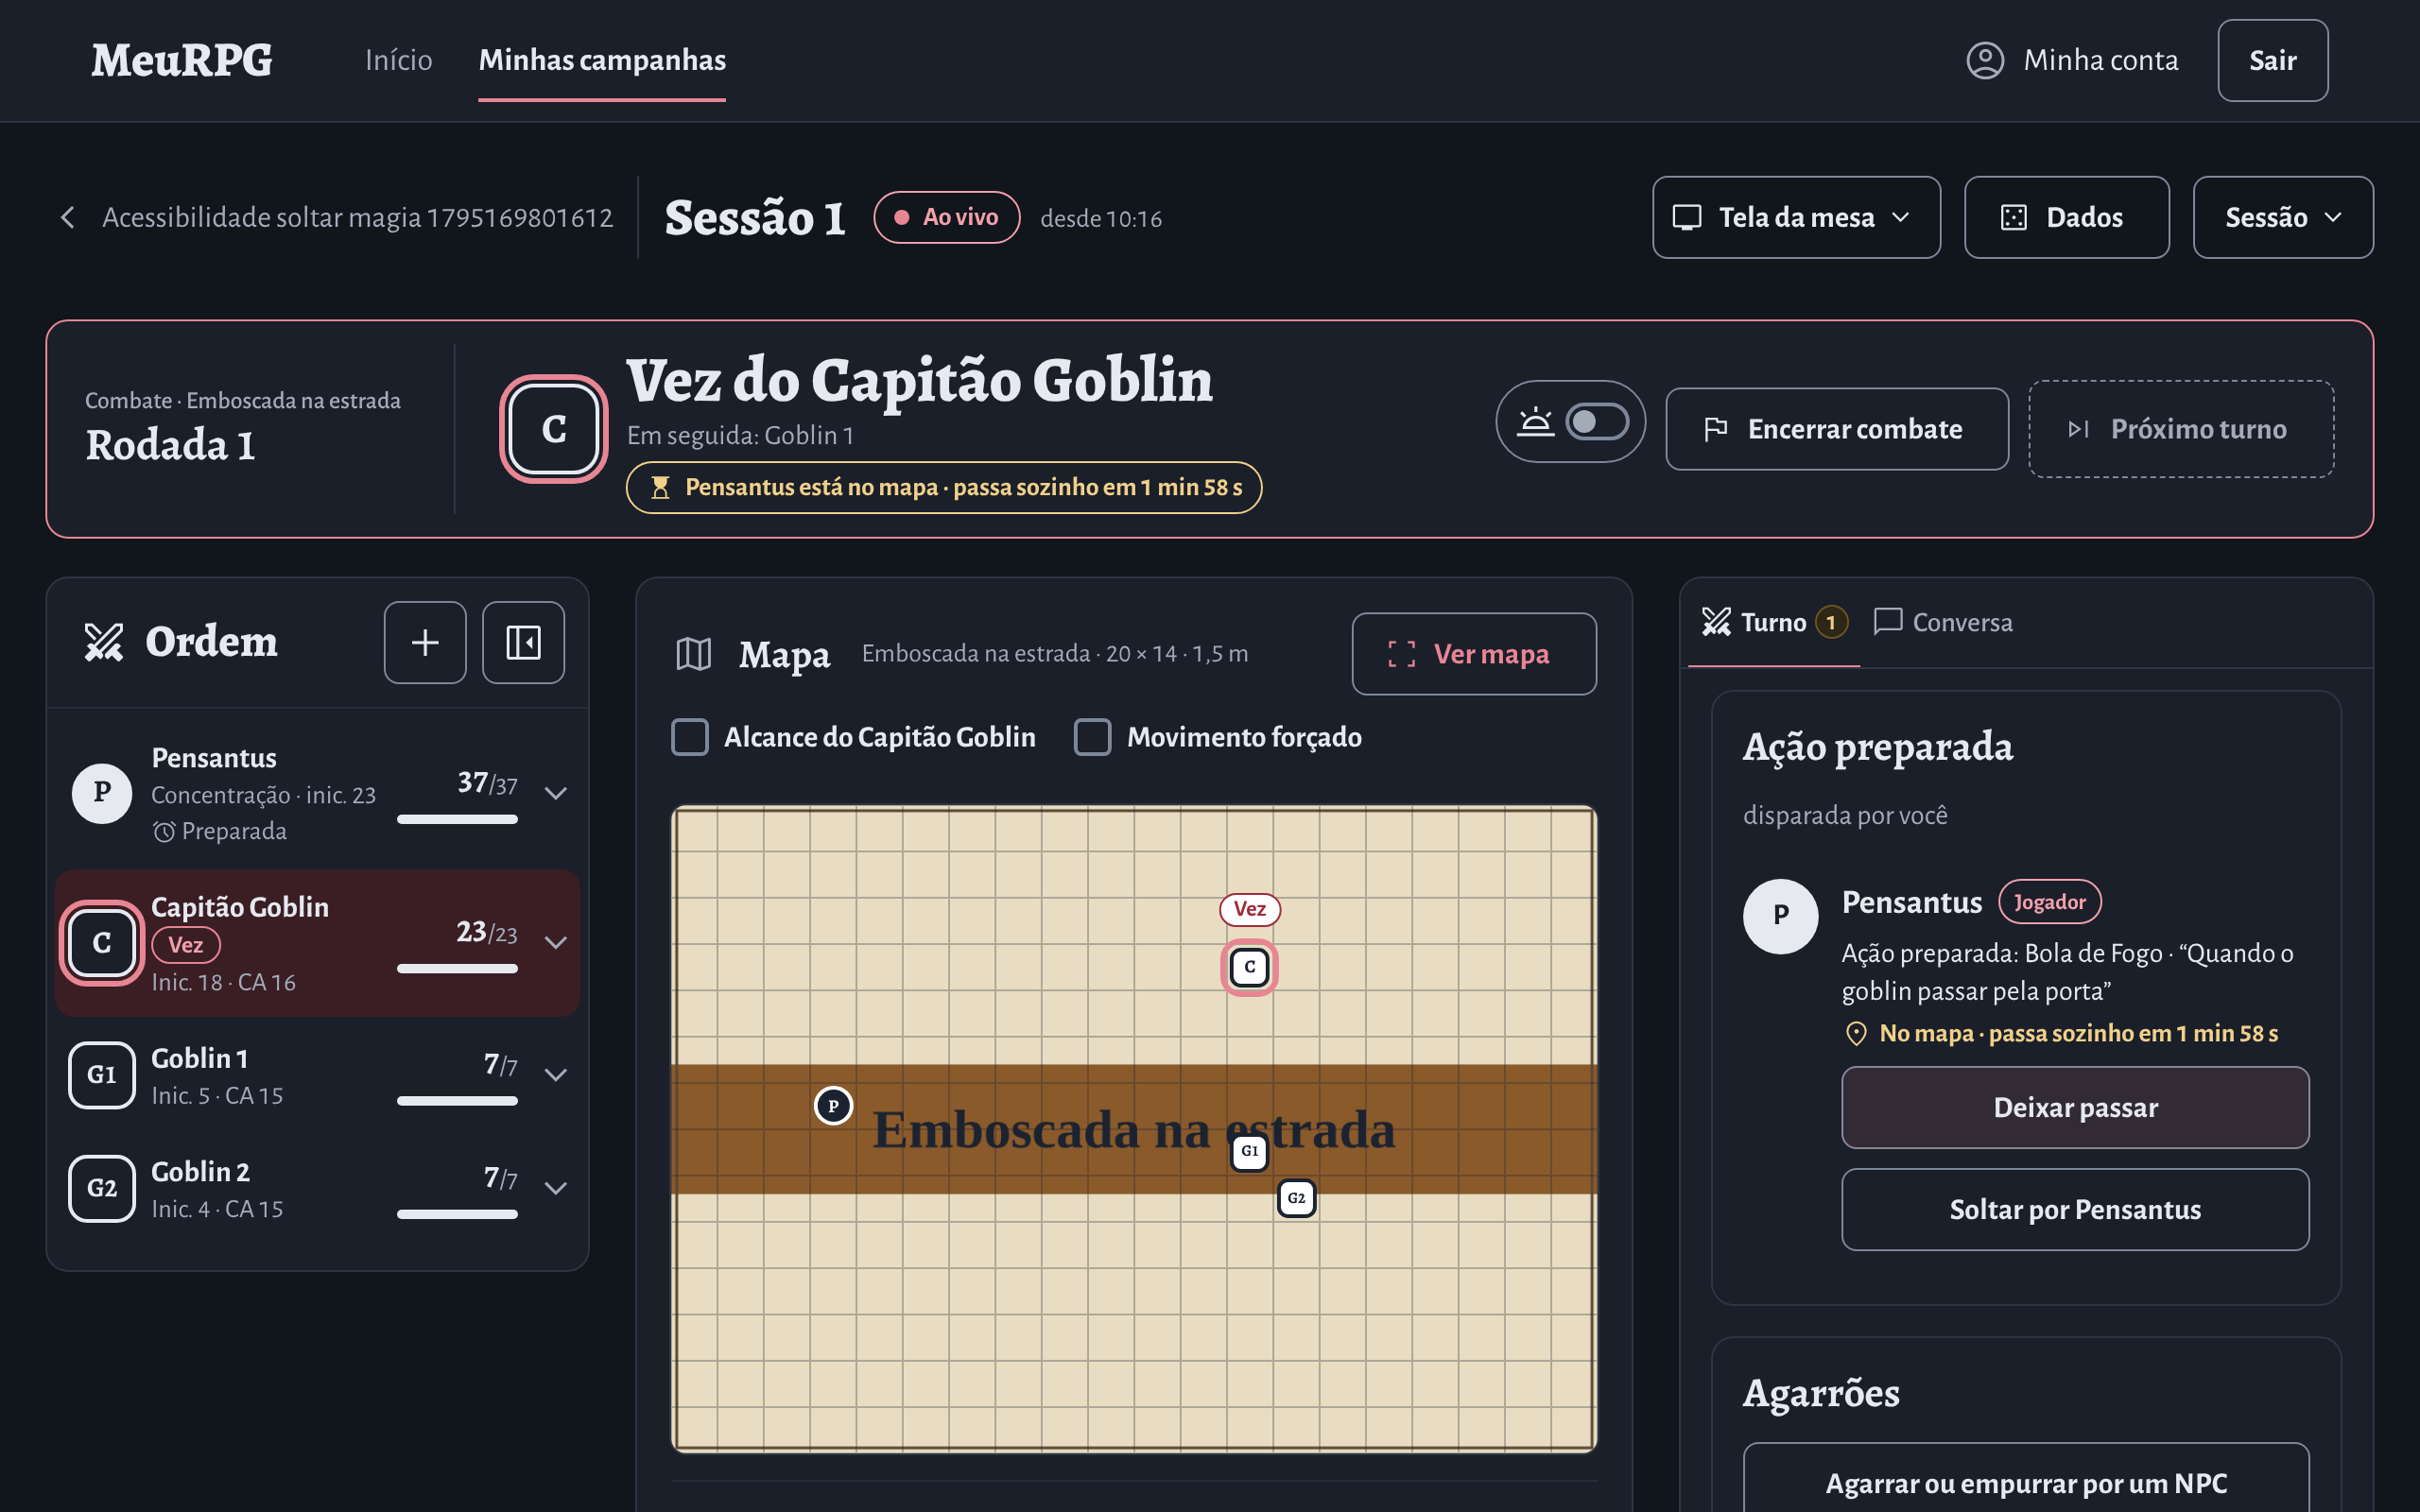 MeuRPG
Início
Minhas campanhas
Minha conta
Sair
Acessibilidade soltar magia 1795169801612
Sessão 1
Ao vivo
desde 10:16
Tela da mesa
Dados
Sessão
Combate · Emboscada na estrada
Rodada 1
C
Vez do Capitão Goblin
Em seguida: Goblin 1
Pensantus está no mapa · passa sozinho em 1 min 58 s
Encerrar combate
Próximo turno
Ordem
P
Pensantus
Concentração · inic. 23
Preparada
37/37
C
Capitão Goblin
Vez
Inic. 18 · CA 16
23/23
G1
Goblin 1
Inic. 5 · CA 15
7/7
G2
Goblin 2
Inic. 4 · CA 15
7/7
Mapa
Emboscada na estrada · 20 × 14 · 1,5 m
Ver mapa
Alcance do Capitão Goblin
Movimento forçado
Vez
C
P
Emboscada na estrada
G1
G2
Turno 1
Conversa
Ação preparada
disparada por você
P
Pensantus
Jogador
Ação preparada: Bola de Fogo · “Quando o
goblin passar pela porta”
No mapa · passa sozinho em 1 min 58 s
Deixar passar
Soltar por Pensantus
Agarrões
Agarrar ou empurrar por um NPC